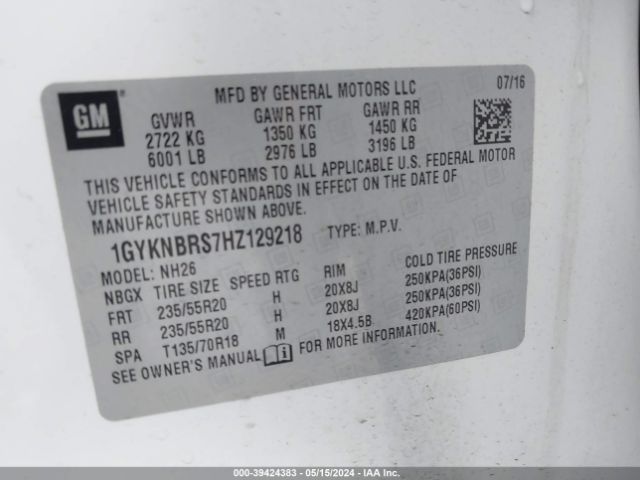 GM
MFD BY GENERAL MOTORS LLC 07/16
GVWR GAWR FRT GAWR RR
2722 KG 1350 KG 1450 KG
6001 LB 2976 LB 3196 LB
THIS VEHICLE CONFORMS TO ALL APPLICABLE U.S. FEDERAL MOTOR
VEHICLE SAFETY STANDARDS IN EFFECT ON THE DATE OF
MANUFACTURE SHOWN ABOVE.
1GYKNBRS7HZ129218 TYPE: M.P.V.
MODEL: NH26
NBGX TIRE SIZE SPEED RTG RIM COLD TIRE PRESSURE
FRT 235/55R20 H 20X8J 250KPA(36PSI)
RR 235/55R20 H 20X8J 250KPA(36PSI)
SPA T135/70R18 M 18X4.5B 420KPA(60PSI)
SEE OWNER'S MANUAL i FOR MORE INFORMATION.
000-39424383 - 05/15/2024 - IAAI.COM